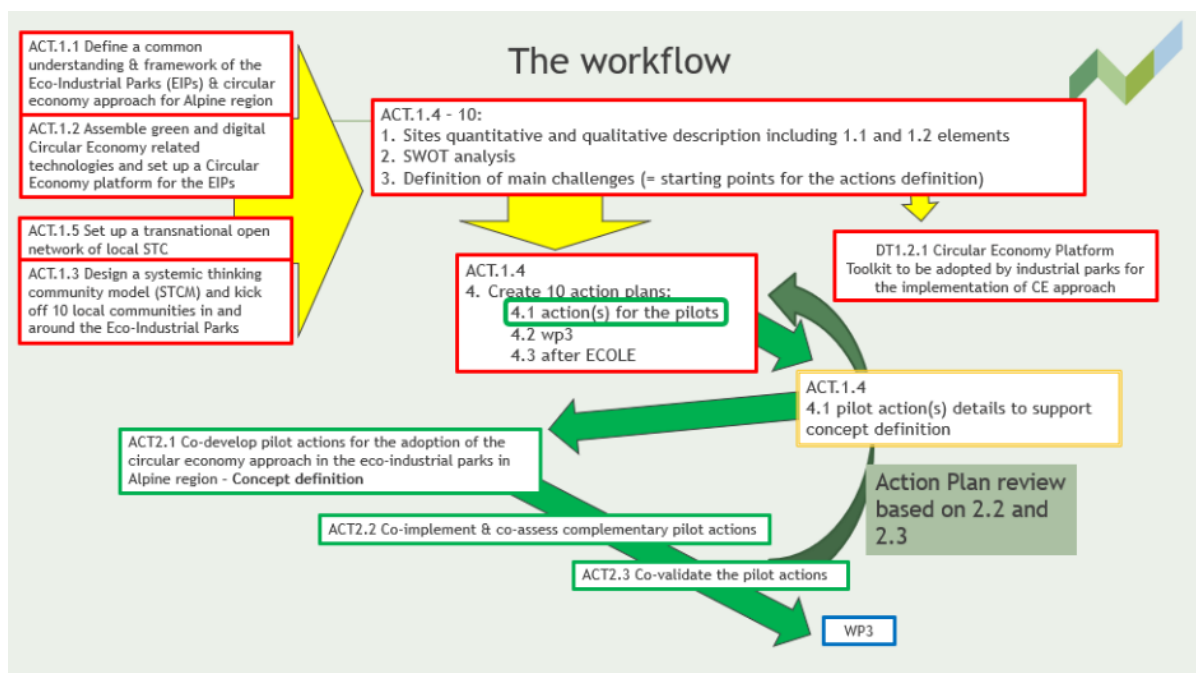 The workflow
ACT.1.1 Define a common
understanding & framework of the
Eco-Industrial Parks (EIPs) & circular
economy approach for Alpine region
ACT.1.2 Assemble green and digital
Circular Economy related
technologies and set up a Circular
Economy platform for the EIPs
ACT.1.5 Set up a transnational open
network of local STC
ACT.1.3 Design a systemic thinking
community model (STCM) and kick
off 10 local communities in and
around the Eco-Industrial Parks
ACT.1.4 - 10:
1. Sites quantitative and qualitative description including 1.1 and 1.2 elements
2. SWOT analysis
3. Definition of main challenges (= starting points for the actions definition)
DT1.2.1 Circular Economy Platform
Toolkit to be adopted by industrial parks for
the implementation of CE approach
ACT.1.4
4. Create 10 action plans:
4.1 action(s) for the pilots
4.2 wp3
4.3 after ECOLE
ACT.1.4
4.1 pilot action(s) details to support
concept definition
ACT2.1 Co-develop pilot actions for the adoption of the
circular economy approach in the eco-industrial parks in
Alpine region - Concept definition
Action Plan review
based on 2.2 and
2.3
ACT2.2 Co-implement & co-assess complementary pilot actions
ACT2.3 Co-validate the pilot actions
WP3